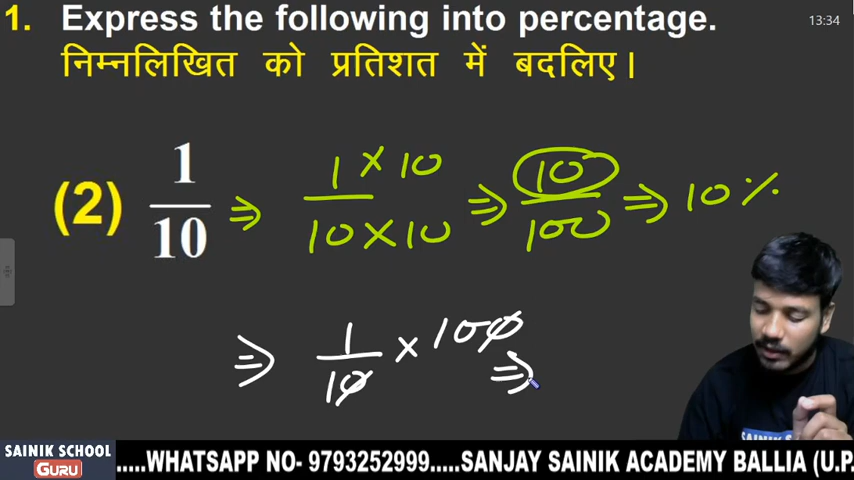 1. Express the following into percentage.
13:34
निम्नलिखित को प्रतिशत में बदलिए।
(2) 1/10 ⇒ 1 × 10 / 10 × 10 ⇒ 10/100 ⇒ 10 %
⇒ 1/10 × 100 ⇒
SAINIK SCHOOL
GURU
.....WHATSAPP NO- 9793252999.....SANJAY SAINIK ACADEMY BALLIA (U.P.